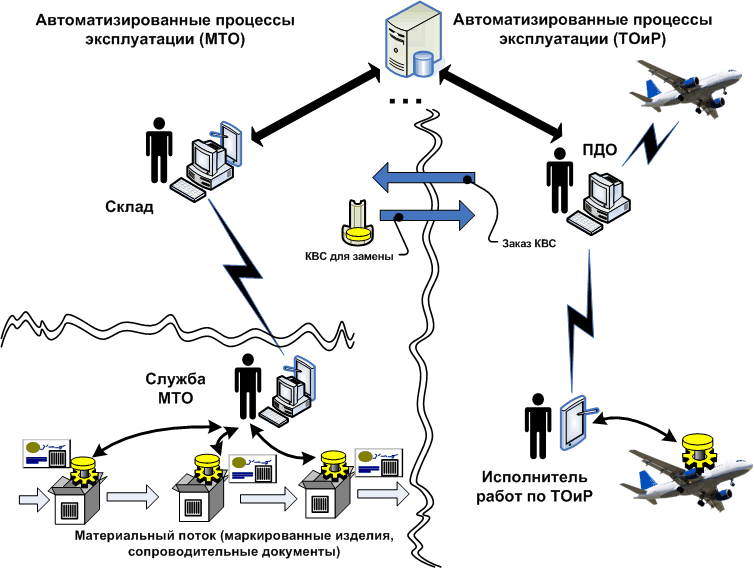 Автоматизированные процессы
эксплуатации (МТО)
Автоматизированные процессы
эксплуатации (ТОиР)
...
ПДО
Склад
КВС для замены
Заказ КВС
Служба
МТО
Исполнитель
работ по ТОиР
Материальный поток (маркированные изделия,
сопроводительные документы)